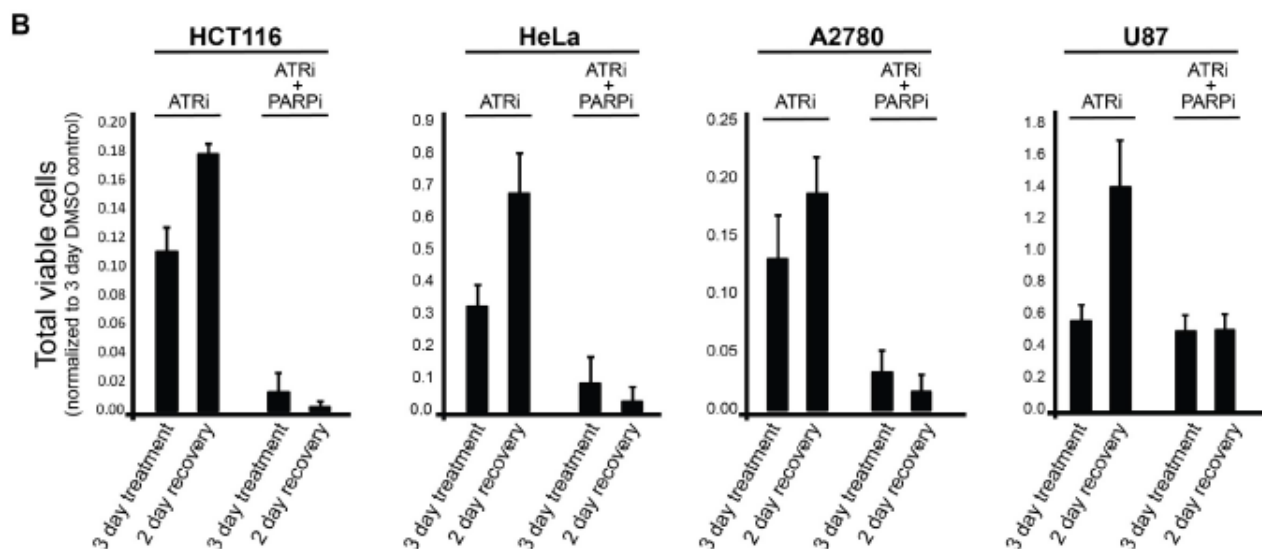 B
HCT116
HeLa
A2780
U87
ATRi
ATRi
+
PARPi
ATRi
ATRi
+
PARPi
ATRi
ATRi
+
PARPi
ATRi
ATRi
+
PARPi
Total viable cells
(normalized to 3 day DMSO control)
0.20
0.18
0.16
0.14
0.12
0.10
0.08
0.06
0.04
0.02
0.00
0.9
0.8
0.7
0.6
0.5
0.4
0.3
0.2
0.1
0.0
0.25
0.20
0.15
0.10
0.05
0.00
1.8
1.6
1.4
1.2
1.0
0.8
0.6
0.4
0.2
0.0
3 day treatment
2 day recovery
3 day treatment
2 day recovery
3 day treatment
2 day recovery
3 day treatment
2 day recovery
3 day treatment
2 day recovery
3 day treatment
2 day recovery
3 day treatment
2 day recovery
3 day treatment
2 day recovery